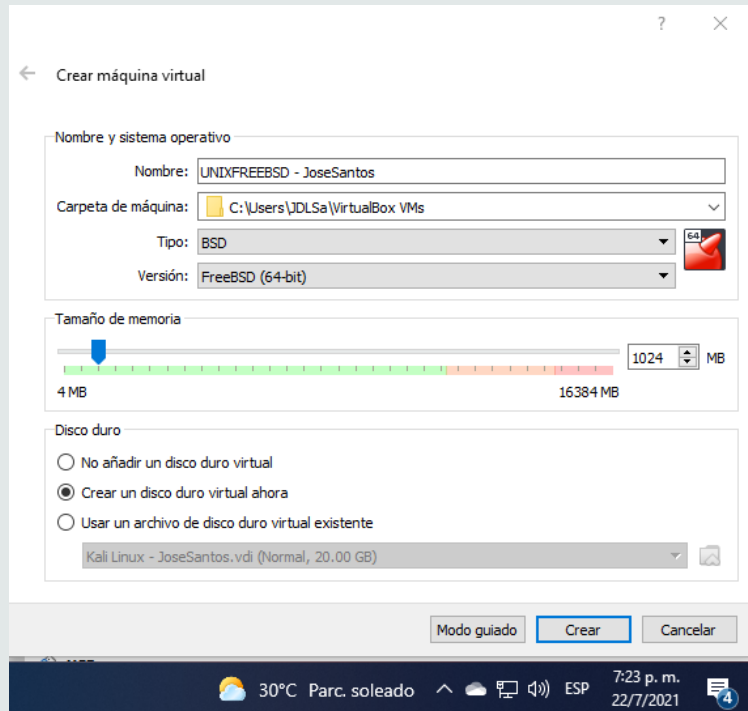 ?
Crear máquina virtual
Nombre y sistema operativo
Nombre: UNIXFREEBSD - JoseSantos
Carpeta de máquina: C:\Users\JDLSa\VirtualBox VMs
Tipo: BSD
64
Versión: FreeBSD (64-bit)
Tamaño de memoria
1024 MB
4 MB 16384 MB
Disco duro
No añadir un disco duro virtual
Crear un disco duro virtual ahora
Usar un archivo de disco duro virtual existente
Kali Linux - JoseSantos.vdi (Normal, 20.00 GB)
Modo guiado Crear Cancelar
30°C Parc. soleado ESP 7:23 p. m.
22/7/2021 4